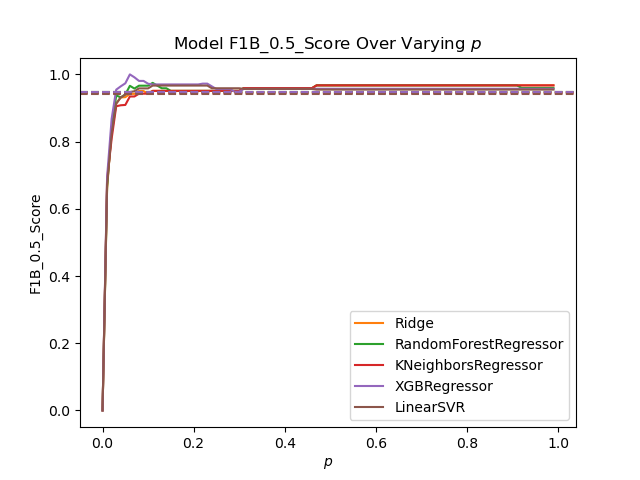 Model F1B_0.5_Score Over Varying p
F1B_0.5_Score
1.0
0.8
0.6
0.4
0.2
0.0
Ridge
RandomForestRegressor
KNeighborsRegressor
XGBRegressor
LinearSVR
0.0 0.2 0.4 0.6 0.8 1.0
p